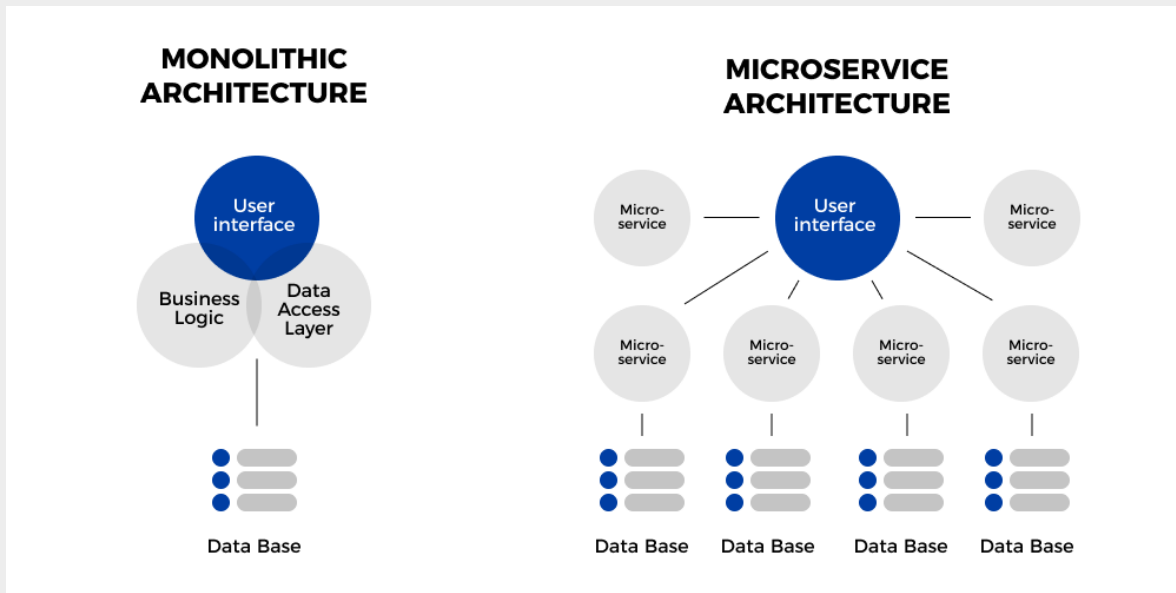 MONOLITHIC
ARCHITECTURE
User
interface
Business
Logic
Data
Access
Layer
Data Base
MICROSERVICE
ARCHITECTURE
Micro-
service
User
interface
Micro-
service
Micro-
service
Micro-
service
Micro-
service
Micro-
service
Data Base
Data Base
Data Base
Data Base